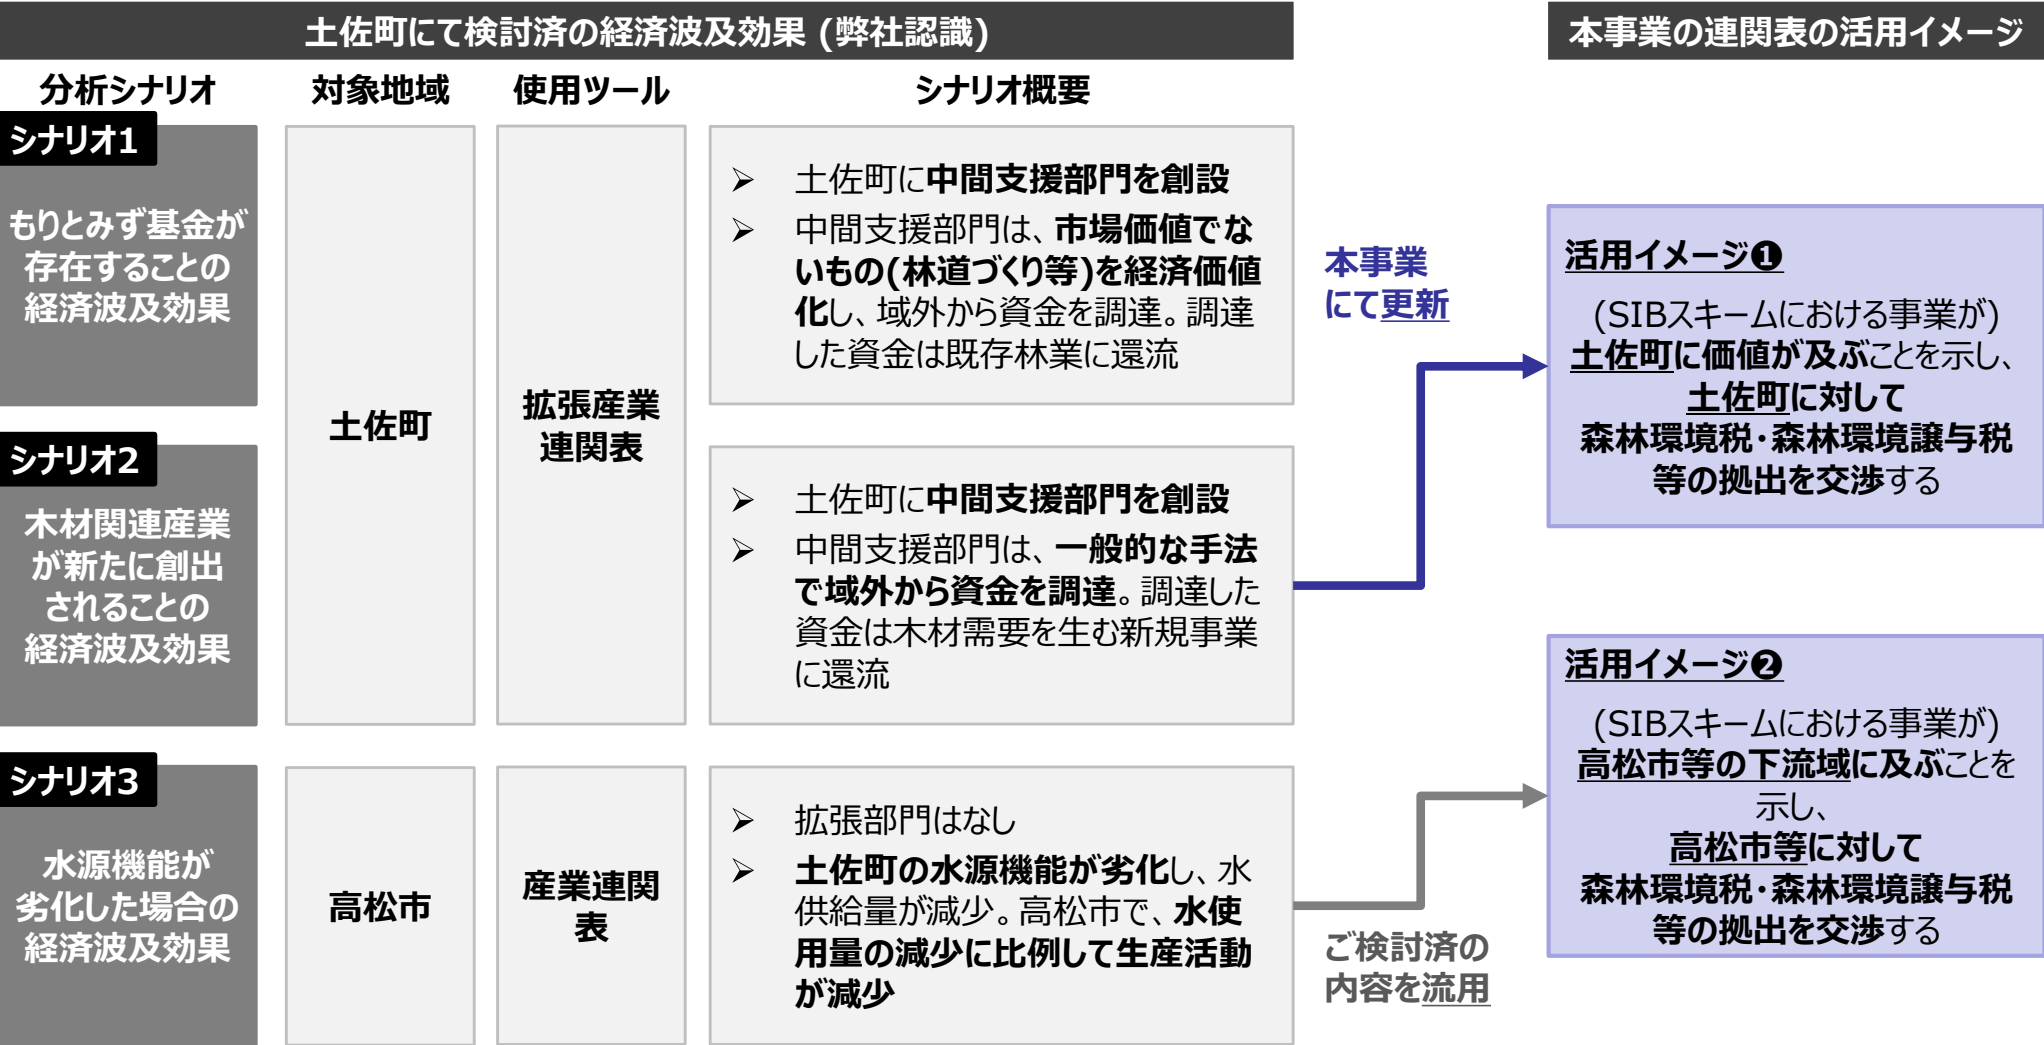 土佐町にて検討済の経済波及効果 (弊社認識)
本事業の連関表の活用イメージ
分析シナリオ
対象地域
使用ツール
シナリオ概要
シナリオ1
もりとみず基金が
存在することの
経済波及効果
シナリオ2
木材関連産業
が新たに創出
されることの
経済波及効果
土佐町
拡張産業
連関表
➢ 土佐町に中間支援部門を創設
➢ 中間支援部門は、市場価値でな
いもの(林道づくり等)を経済価値
化し、域外から資金を調達。調達
した資金は既存林業に還流
➢ 土佐町に中間支援部門を創設
➢ 中間支援部門は、一般的な手法
で域外から資金を調達。調達した
資金は木材需要を生む新規事業
に還流
本事業
にて更新
活用イメージ❶
(SIBスキームにおける事業が)
土佐町に価値が及ぶことを示し、
土佐町に対して
森林環境税・森林環境譲与税
等の拠出を交渉する
シナリオ3
水源機能が
劣化した場合の
経済波及効果
高松市
産業連関
表
➢ 拡張部門はなし
➢ 土佐町の水源機能が劣化し、水
供給量が減少。高松市で、水使
用量の減少に比例して生産活動
が減少
ご検討済の
内容を流用
活用イメージ❷
(SIBスキームにおける事業が)
高松市等の下流域に及ぶことを
示し、
高松市等に対して
森林環境税・森林環境譲与税
等の拠出を交渉する